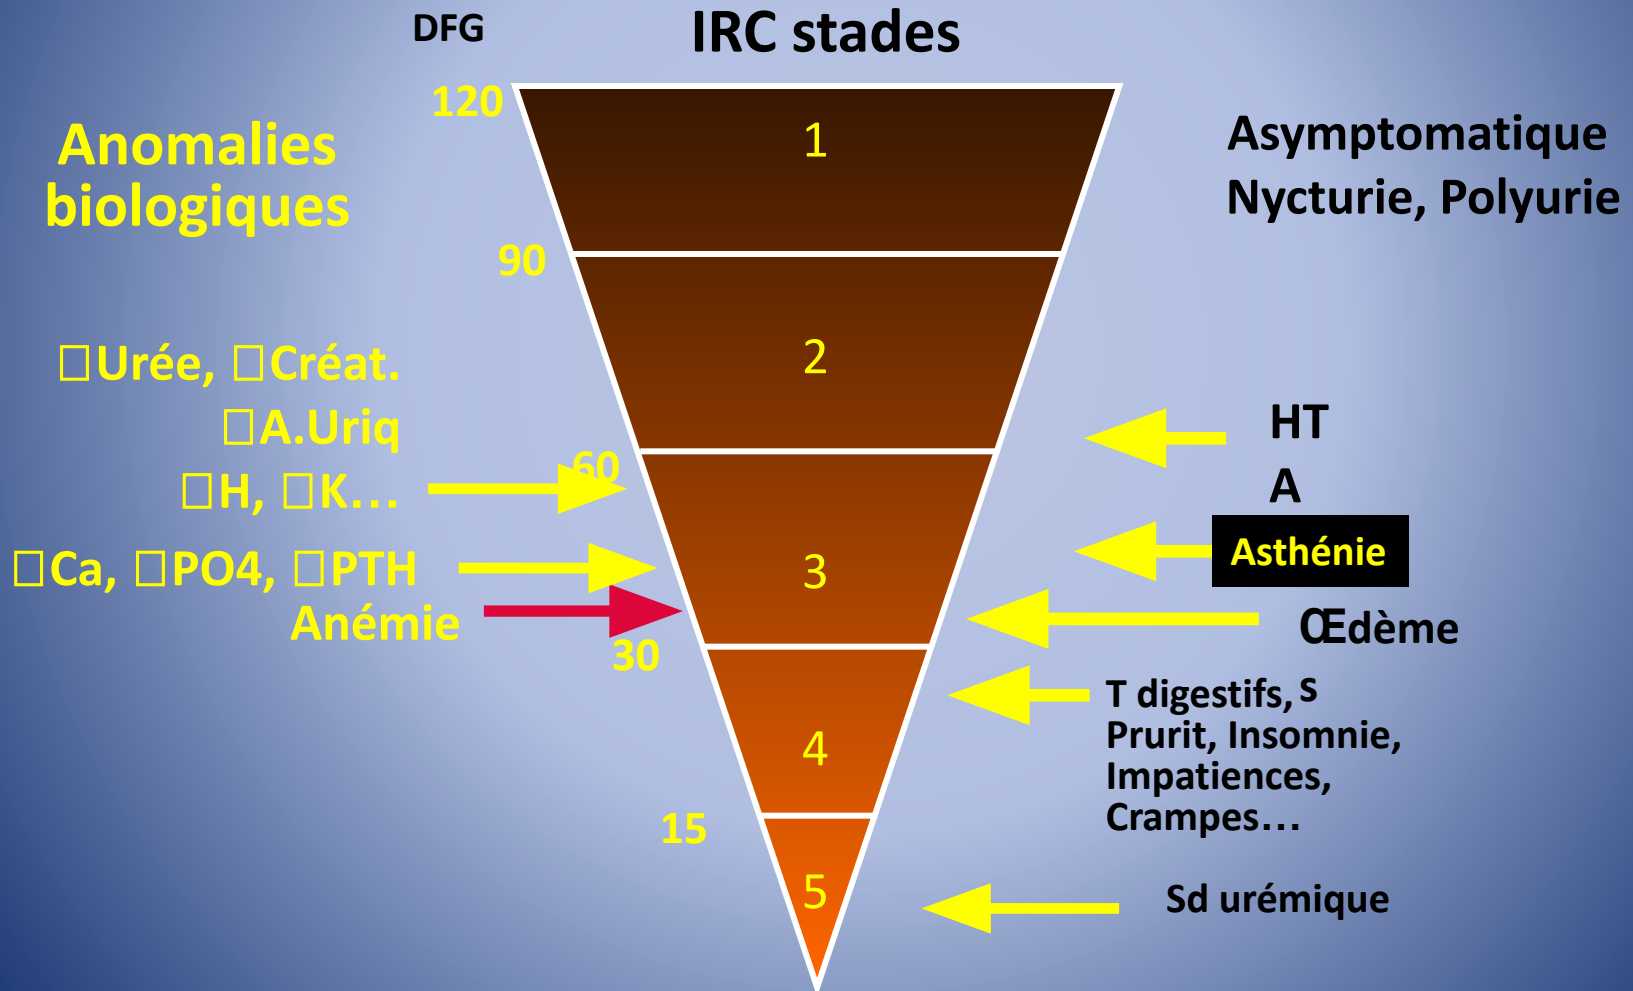 DFG
IRC stades
120
Anomalies
biologiques
1
Asymptomatique
Nycturie, Polyurie
90
□Urée, □Créat.
□A.Uriq
□H, □K…
2
HT
A
60
□Ca, □PO4, □PTH
Anémie
3
Asthénie
Œdème
s
30
T digestifs,
Prurit, Insomnie,
Impatiences,
Crampes…
4
15
5
Sd urémique